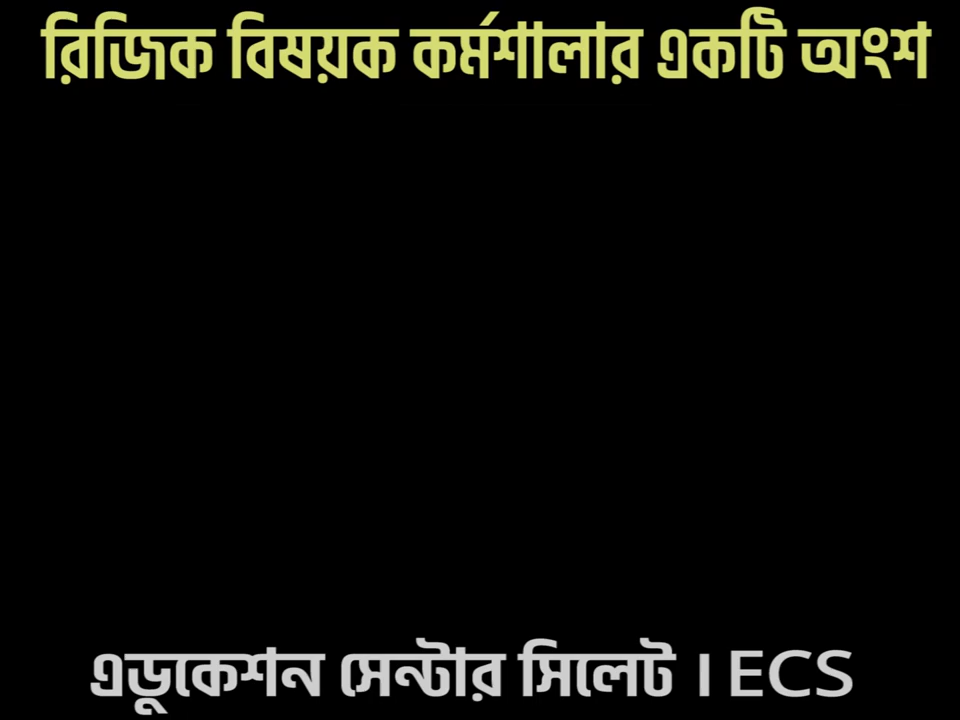 রিজিক বিষয়ক কর্মশালার একটি অংশ
এডুকেশন সেন্টার সিলেট । ECS